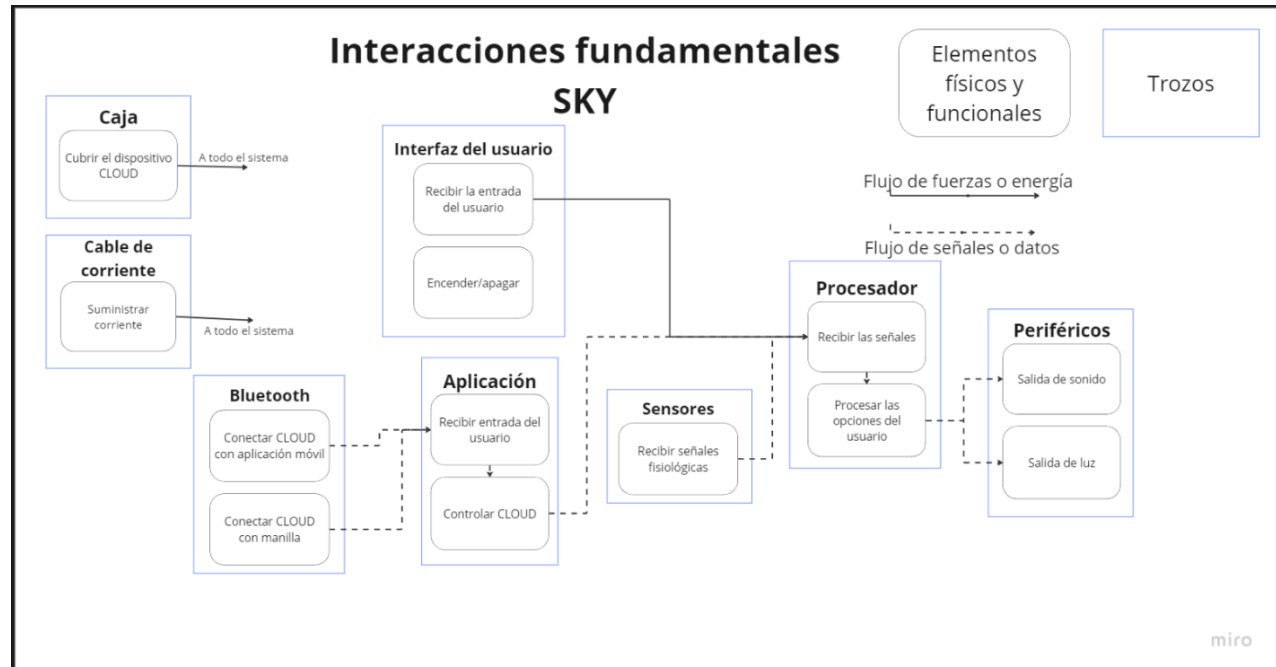 Interacciones fundamentales
SKY
Elementos
físicos y
funcionales
Trozos
Flujo de fuerzas o energía
Flujo de señales o datos
Caja
Cubrir el dispositivo
CLOUD
A todo el sistema
Cable de
corriente
Suministrar
corriente
A todo el sistema
Interfaz del usuario
Recibir la entrada
del usuario
Encender/apagar
Bluetooth
Conectar CLOUD
con aplicación móvil
Conectar CLOUD
con manilla
Aplicación
Recibir entrada del
usuario
Controlar CLOUD
Sensores
Recibir señales
fisiológicas
Procesador
Recibir las señales
Procesar las
opciones del
usuario
Periféricos
Salida de sonido
Salida de luz
miro